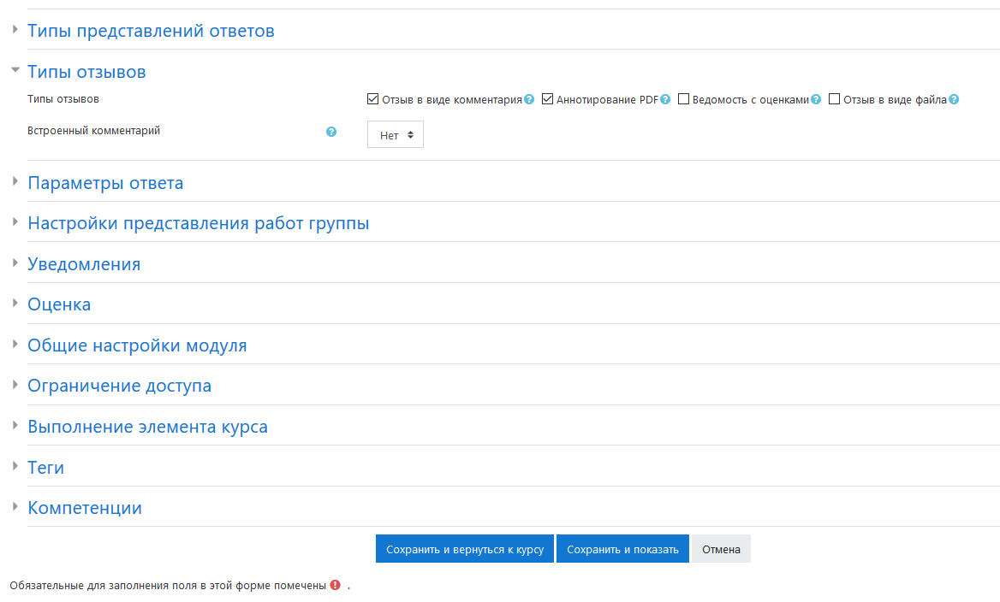 Типы представлений ответов
Типы отзывов
Типы отзывов Отзыв в виде комментария Аннотирование PDF Ведомость с оценками Отзыв в виде файла
Встроенный комментарий Нет
Параметры ответа
Настройки представления работ группы
Уведомления
Оценка
Общие настройки модуля
Ограничение доступа
Выполнение элемента курса
Теги
Компетенции
Сохранить и вернуться к курсу Сохранить и показать Отмена
Обязательные для заполнения поля в этой форме помечены .